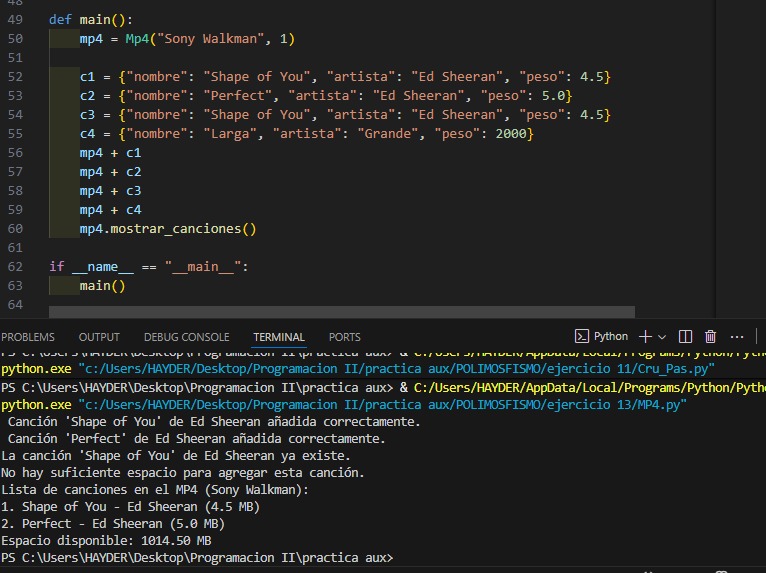 49 def main():
50 mp4 = Mp4("Sony Walkman", 1)
51
52 c1 = {"nombre": "Shape of You", "artista": "Ed Sheeran", "peso": 4.5}
53 c2 = {"nombre": "Perfect", "artista": "Ed Sheeran", "peso": 5.0}
54 c3 = {"nombre": "Shape of You", "artista": "Ed Sheeran", "peso": 4.5}
55 c4 = {"nombre": "Larga", "artista": "Grande", "peso": 2000}
56 mp4 + c1
57 mp4 + c2
58 mp4 + c3
59 mp4 + c4
60 mp4.mostrar_canciones()
61
62 if __name__ == "__main__":
63 main()
64
PROBLEMS OUTPUT DEBUG CONSOLE TERMINAL PORTS Python
PS C:\Users\HAYDER\Desktop\Programacion II\practica aux> & C:/Users/HAYDER/AppData/Local/Programs/Python/Pyth
python.exe "c:/Users/HAYDER/Desktop/Programacion II/practica aux/POLIMOSFISMO/ejercicio 11/Cru_Pas.py"
PS C:\Users\HAYDER\Desktop\Programacion II\practica aux> & C:/Users/HAYDER/AppData/Local/Programs/Python/Pyth
python.exe "c:/Users/HAYDER/Desktop/Programacion II/practica aux/POLIMOSFISMO/ejercicio 13/MP4.py"
Canción 'Shape of You' de Ed Sheeran añadida correctamente.
Canción 'Perfect' de Ed Sheeran añadida correctamente.
La canción 'Shape of You' de Ed Sheeran ya existe.
No hay suficiente espacio para agregar esta canción.
Lista de canciones en el MP4 (Sony Walkman):
1. Shape of You - Ed Sheeran (4.5 MB)
2. Perfect - Ed Sheeran (5.0 MB)
Espacio disponible: 1014.50 MB
PS C:\Users\HAYDER\Desktop\Programacion II\practica aux>